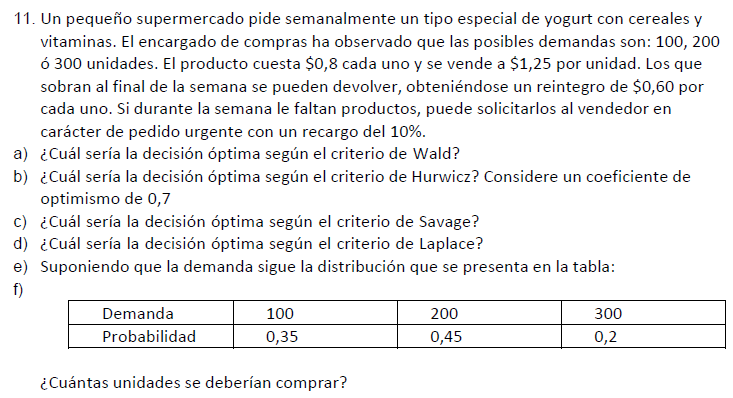 11. Un pequeño supermercado pide semanalmente un tipo especial de yogurt con cereales y
vitaminas. El encargado de compras ha observado que las posibles demandas son: 100, 200
ó 300 unidades. El producto cuesta $0,8 cada uno y se vende a $1,25 por unidad. Los que
sobran al final de la semana se pueden devolver, obteniéndose un reintegro de $0,60 por
cada uno. Si durante la semana le faltan productos, puede solicitarlos al vendedor en
carácter de pedido urgente con un recargo del 10%.
a) ¿Cuál sería la decisión óptima según el criterio de Wald?
b) ¿Cuál sería la decisión óptima según el criterio de Hurwicz? Considere un coeficiente de
optimismo de 0,7
c) ¿Cuál sería la decisión óptima según el criterio de Savage?
d) ¿Cuál sería la decisión óptima según el criterio de Laplace?
e) Suponiendo que la demanda sigue la distribución que se presenta en la tabla:
f)
Demanda 100 200 300
Probabilidad 0,35 0,45 0,2
¿Cuántas unidades se deberían comprar?